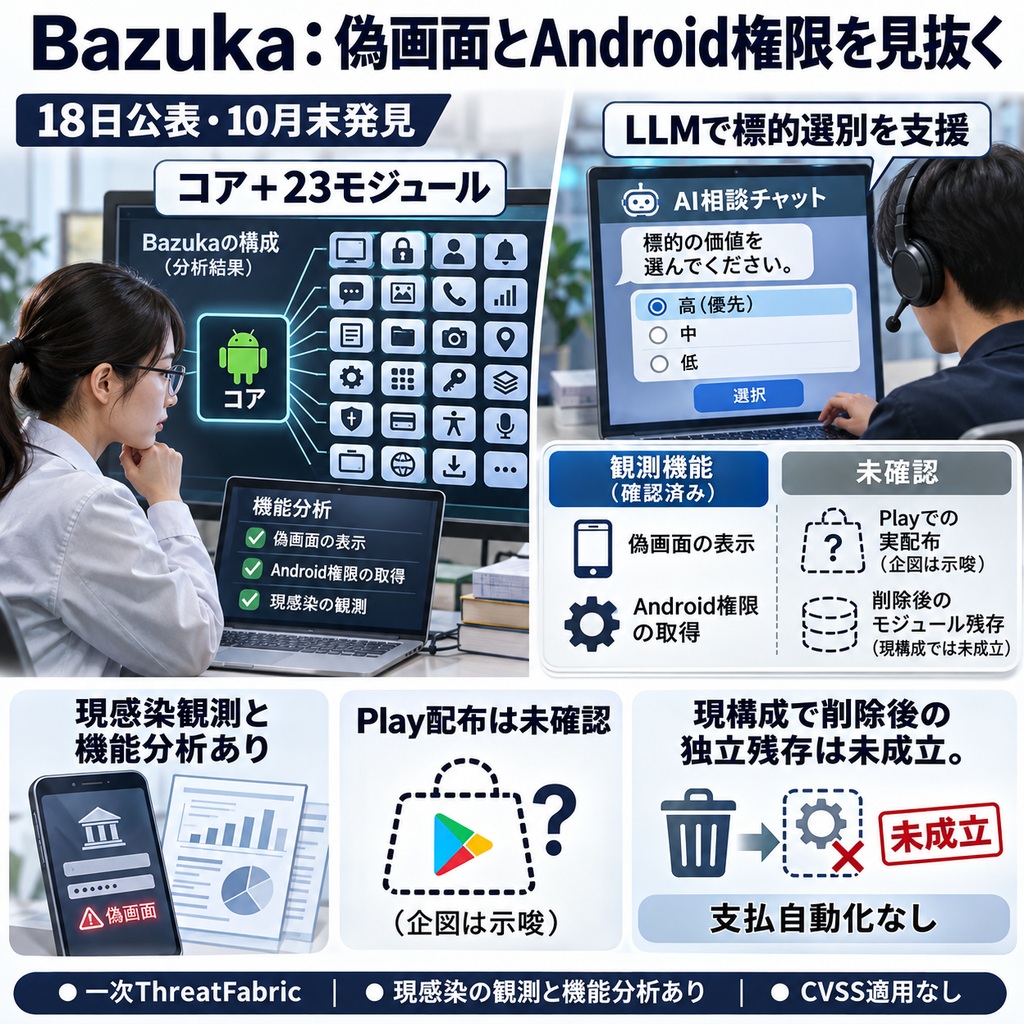 Bazuka：偽画面とAndroid権限を見抜く
18日公表・10月末発見
コア＋23モジュール
Bazukaの構成
（分析結果）
コア
機能分析
偽画面の表示
Android権限の取得
現感染の観測
LLMで標的選別を支援
AI相談チャット
標的の価値を
選んでください。
高（優先）
中
低
選択
観測機能
（確認済み）
偽画面の表示
Android権限
の取得
未確認
?
Playでの
実配布
（企図は示唆）
削除後の
モジュール残存
（現構成では未成立）
現感染観測と
機能分析あり
偽画面
Play配布は未確認
?
（企図は示唆）
現構成で削除後の
独立残存は未成立。
未成立
支払自動化なし
● 一次ThreatFabric ｜ ● 現感染の観測と機能分析あり ｜ ● CVSS適用なし